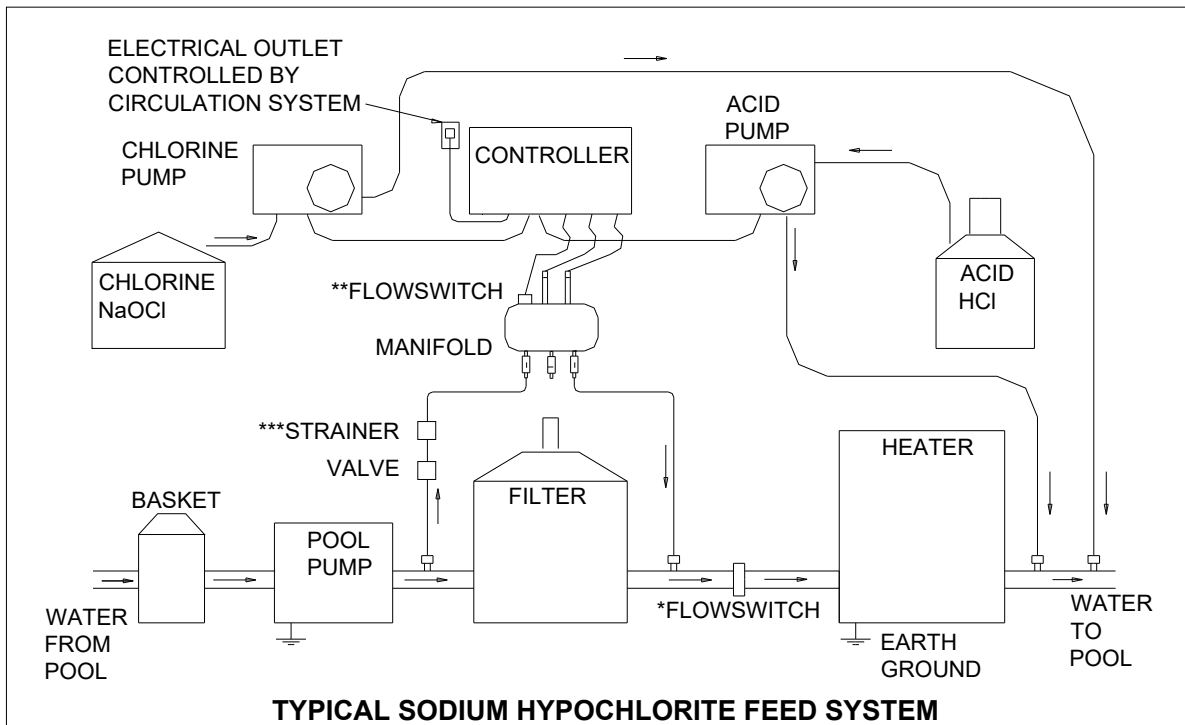 ELECTRICAL OUTLET
CONTROLLED BY
CIRCULATION SYSTEM
CHLORINE
PUMP
CONTROLLER
ACID
PUMP
CHLORINE
NaOCl
**FLOWSWITCH
MANIFOLD
ACID
HCl
***STRAINER
VALVE
BASKET
POOL
PUMP
FILTER
HEATER
WATER
FROM
POOL
*FLOWSWITCH
EARTH
GROUND
WATER
TO
POOL
TYPICAL SODIUM HYPOCHLORITE FEED SYSTEM